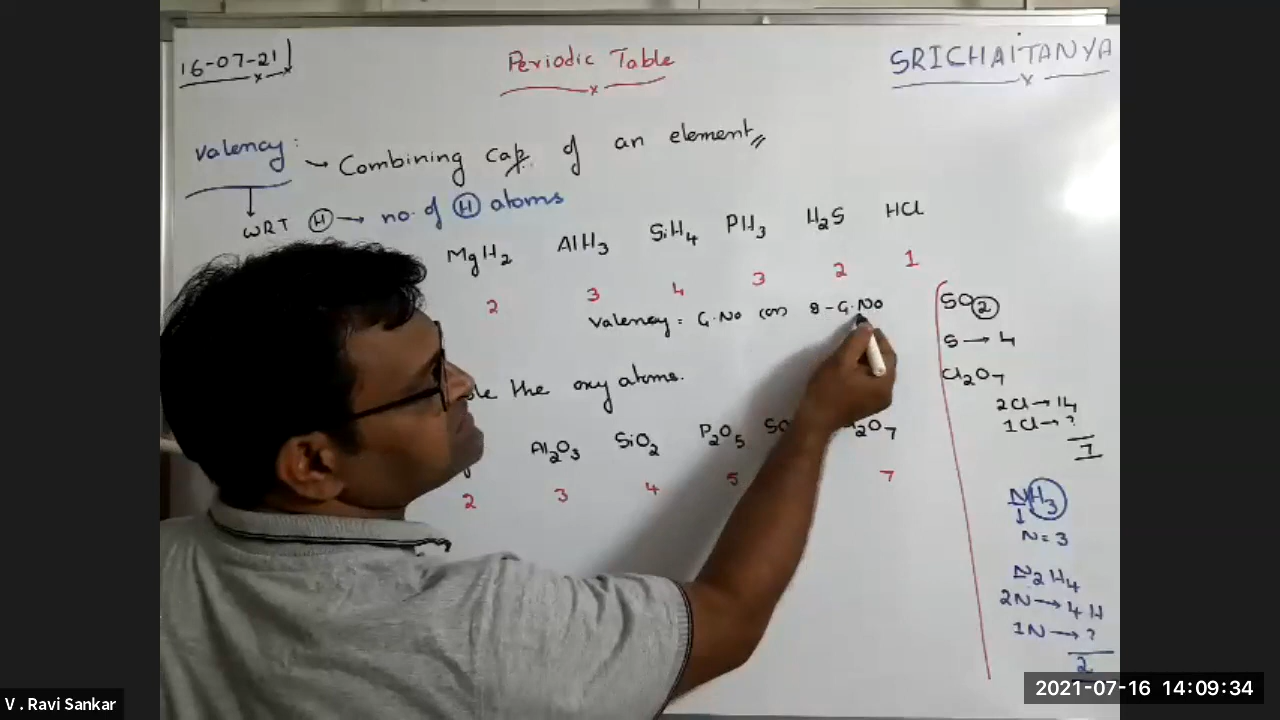 16-07-21
Periodic Table
SRICHAITANYA
Valency:
Combining cap. of an element
WRT H → no. of H atoms
MgH2 AlH3 SiH4 PH3 H2S HCl
2 3 4 3 2 1
Valency = G.No (or) 8-G.No
the oxy atoms.
Al2O3 SiO2 P2O5 2O7
2 3 4 5 7
SO2
S → 4
Cl2O7
2Cl → 14
1Cl → ?
7
NH3
N = 3
N2H4
2N → 4H
1N → ?
2
V . Ravi Sankar
2021-07-16 14:09:34